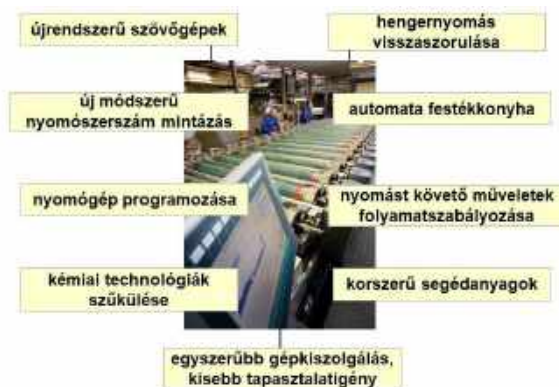 újrendszerű szövőgépek
hengernyomás
visszaszorulása
új módszerű
nyomószerszám mintázás
automata festékkonyha
nyomógép programozása
nyomást követő műveletek
folyamatszabályozása
kémiai technológiák
szűkülése
korszerű segédanyagok
egyszerűbb gépkiszolgálás,
kisebb tapasztalatigény